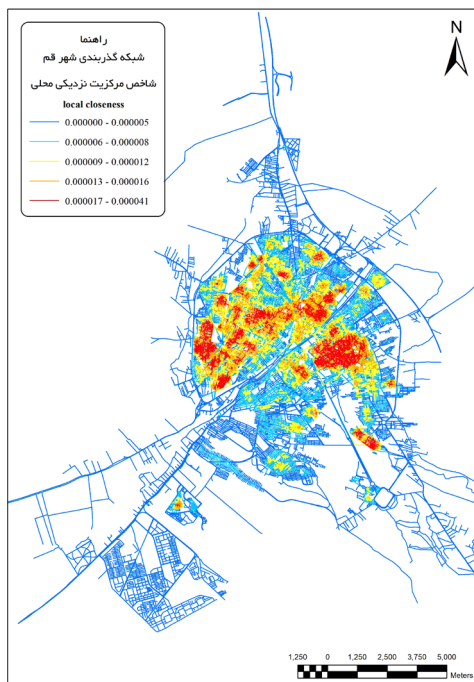 راهنما
شبکه گذربندی شهر قم
شاخص مرکزیت نزدیکی محلی
local closeness
0.000000 - 0.000005
0.000006 - 0.000008
0.000009 - 0.000012
0.000013 - 0.000016
0.000017 - 0.000041
N
1,250 0 1,250 2,500 3,750 5,000
Meters